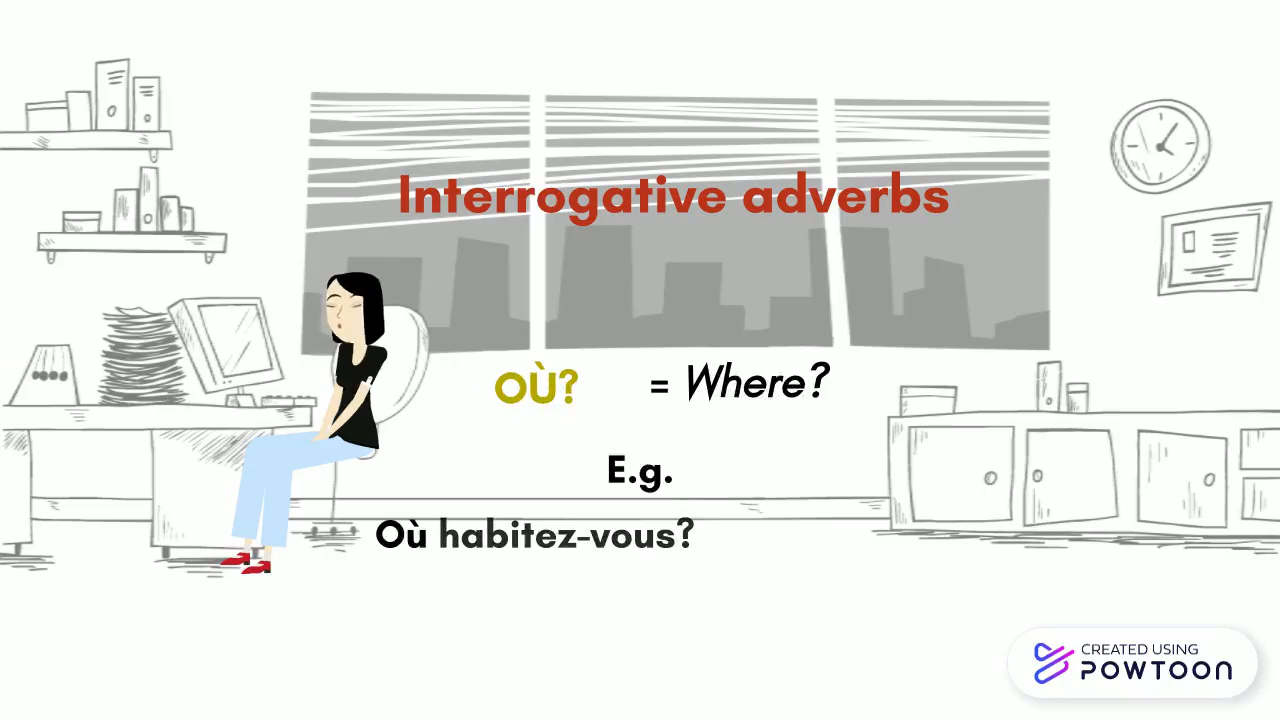 Interrogative adverbs
OÙ? = Where?
E.g.
Où habitez-vous?
CREATED USING
POWTOON